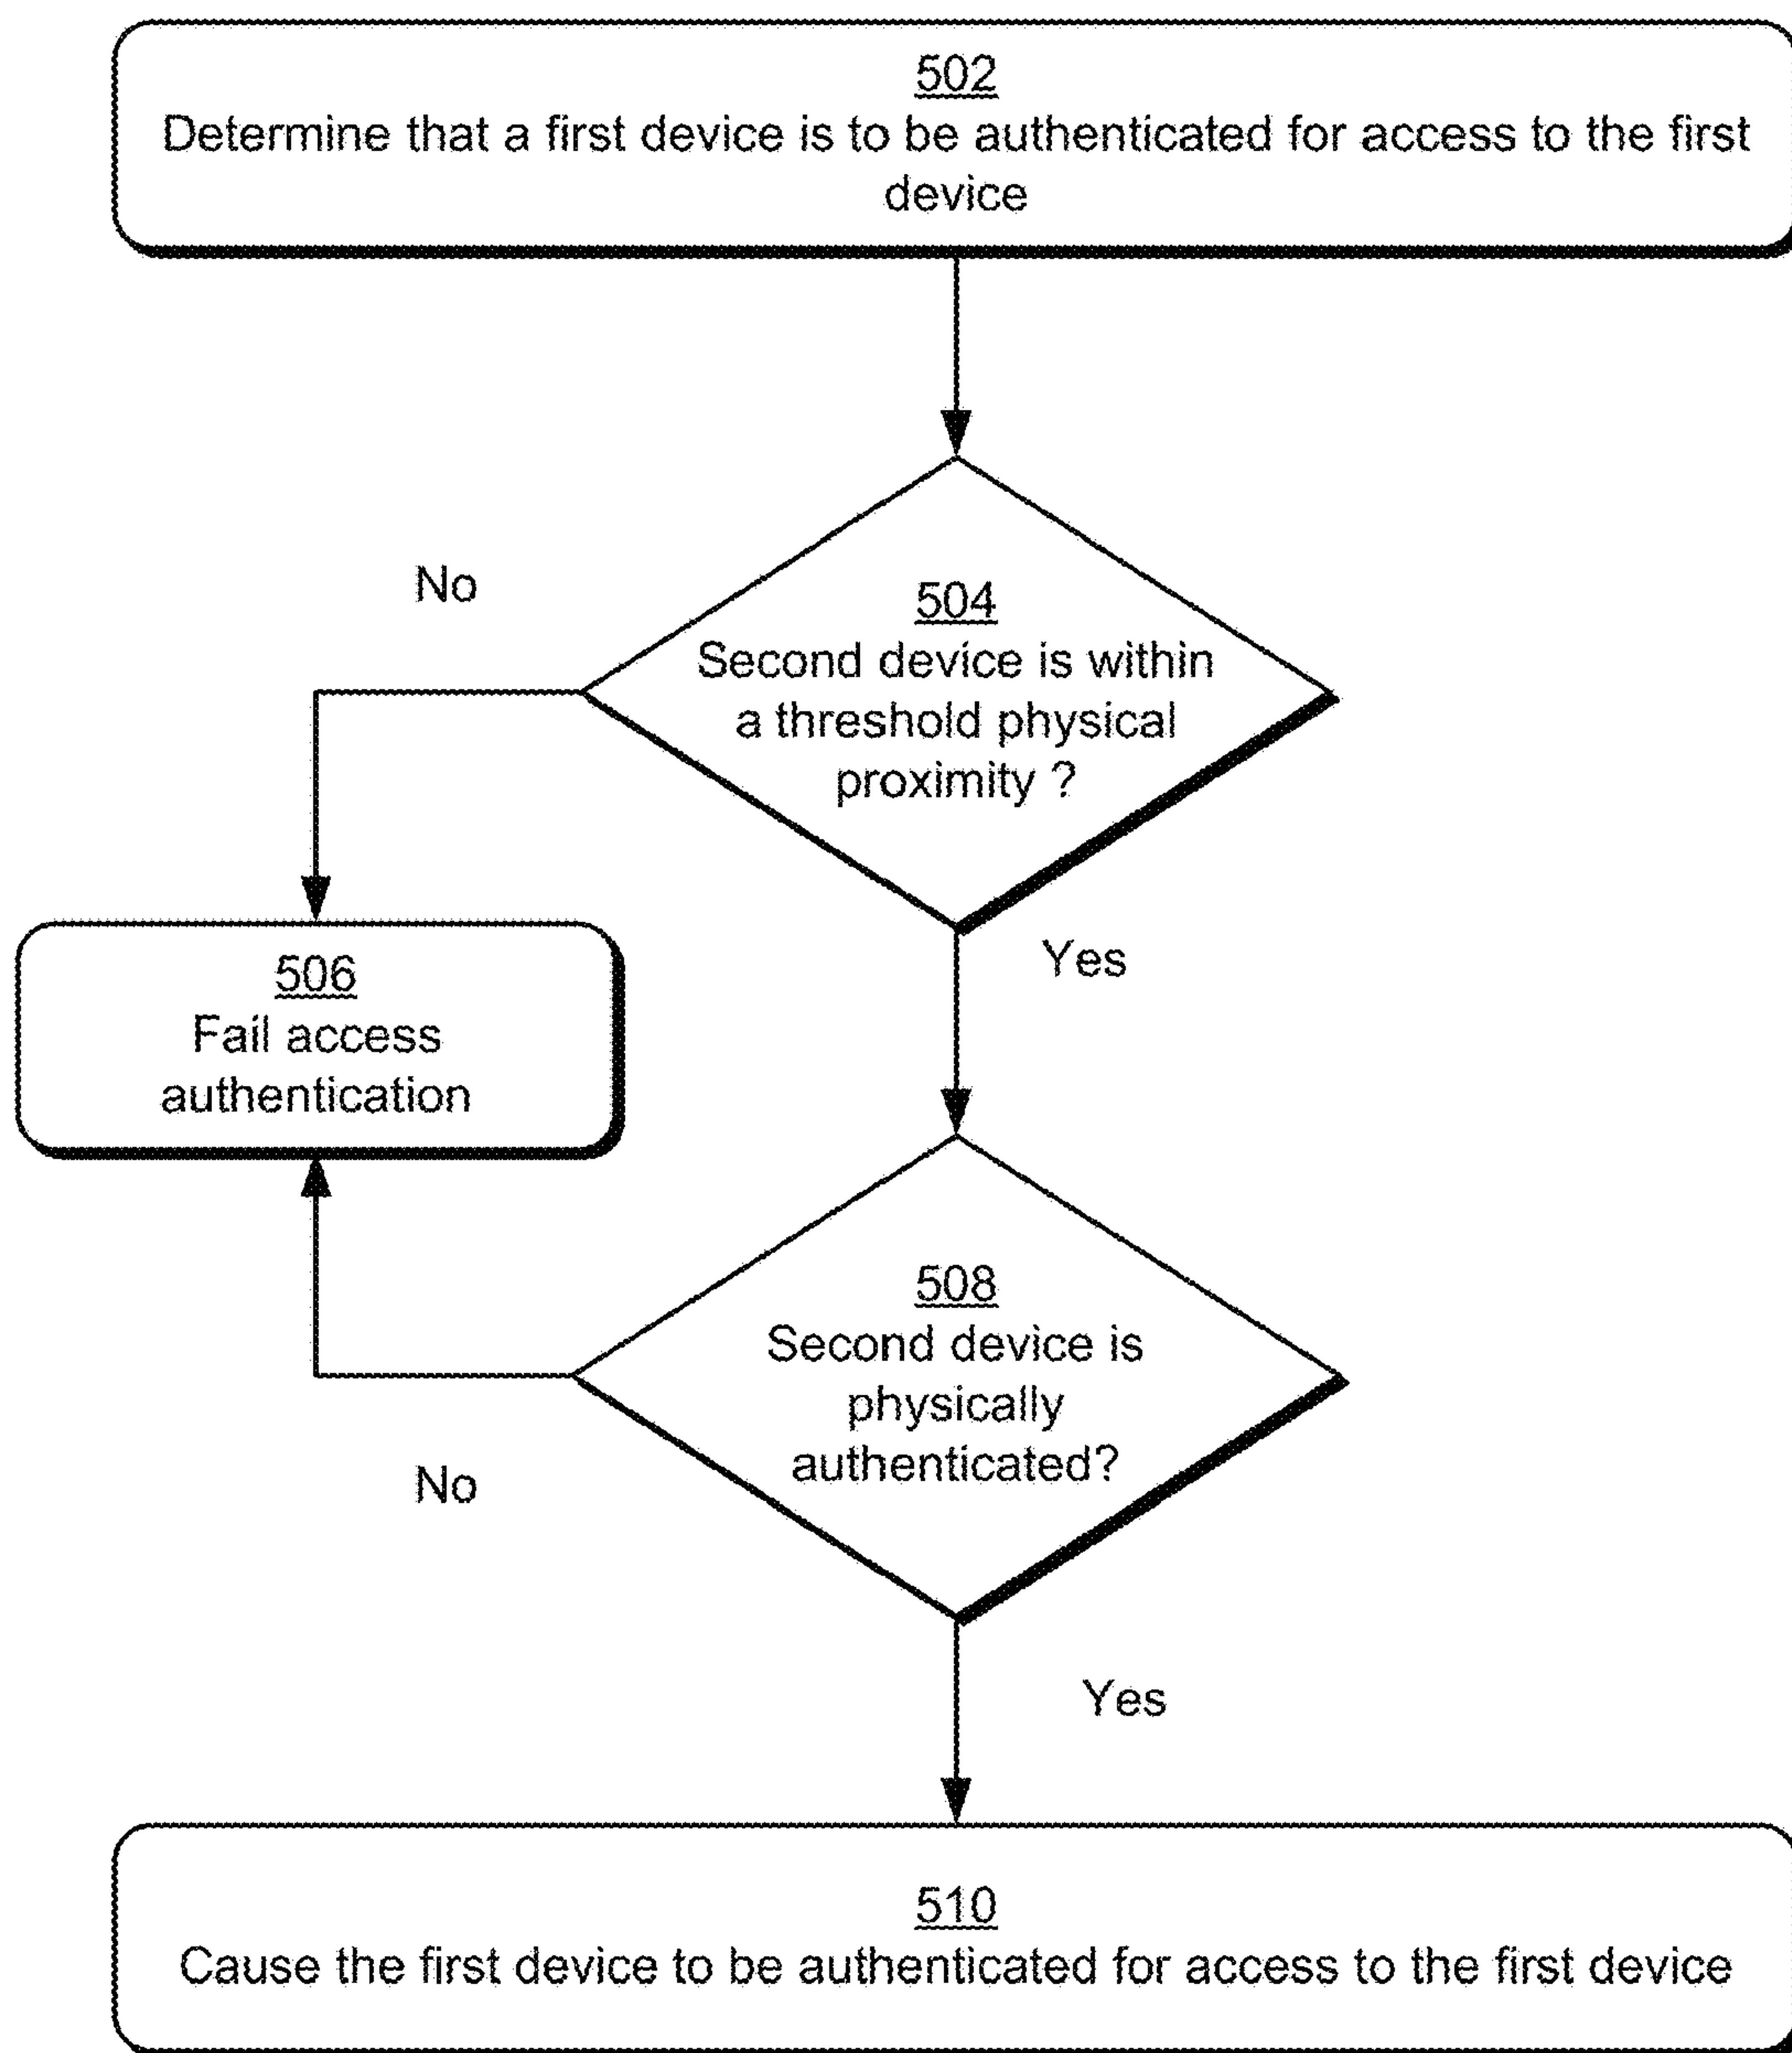 502
Determine that a first device is to be authenticated for access to the first
device
No
504
Second device is within
a threshold physical
proximity ?
Yes
506
Fail access
authentication
508
Second device is
physically
authenticated?
No
Yes
510
Cause the first device to be authenticated for access to the first device